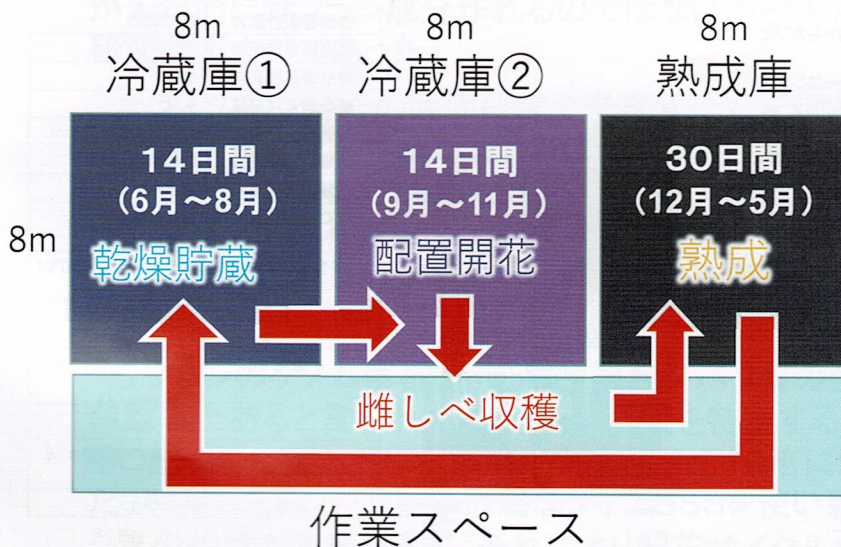 8m
8m
8m
冷蔵庫①
冷蔵庫②
熟成庫
14日間
(6月～8月)
乾燥貯蔵
14日間
(9月～11月)
配置開花
30日間
(12月～5月)
熟成
8m
雌しべ収穫
作業スペース